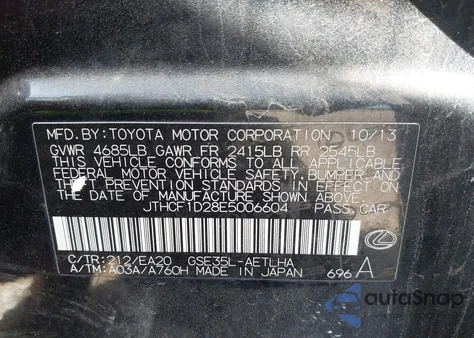 MFD. BY: TOYOTA MOTOR CORPORATION 10/13
GVWR 4685LB GAWR FR 2415LB RR 2545LB
THIS VEHICLE CONFORMS TO ALL APPLICABLE
FEDERAL MOTOR VEHICLE SAFETY, BUMPER, AND
THEFT PREVENTION STANDARDS IN EFFECT ON
THE DATE OF MANUFACTURE SHOWN ABOVE.
JTHCF1D28E5006604 PASS. CAR
C/TR: 212/EA20 GSE35L-AETLHA
A/TM: A03A/A760H MADE IN JAPAN 696 A
autoSnap